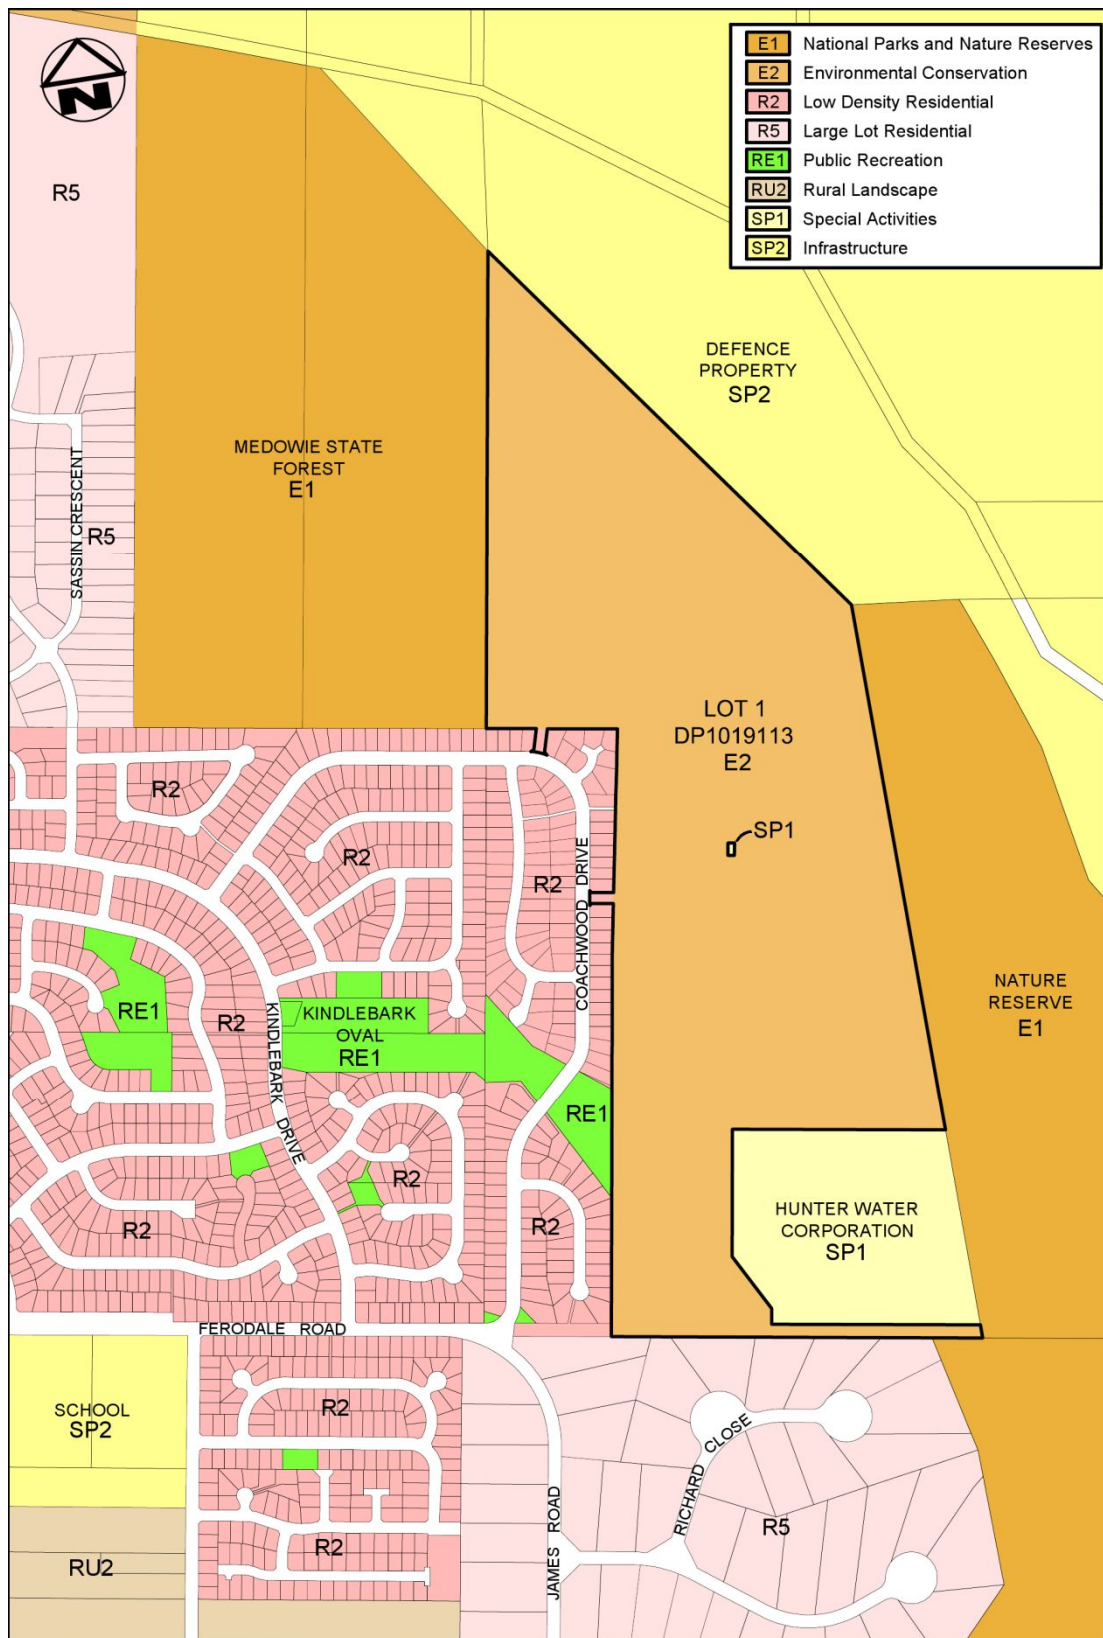 N
E1 National Parks and Nature Reserves
E2 Environmental Conservation
R2 Low Density Residential
R5 Large Lot Residential
RE1 Public Recreation
RU2 Rural Landscape
SP1 Special Activities
SP2 Infrastructure
R5
DEFENCE
PROPERTY
SP2
MEDOWIE STATE
FOREST
E1
SASSIN CRESCENT
R5
LOT 1
DP1019113
E2
R2
SP1
R2
R2
COACHWOOD DRIVE
NATURE
RESERVE
E1
RE1
R2
KINDLEBARK
OVAL
RE1
KINDLEBARK DRIVE
RE1
R2
R2
R2
HUNTER WATER
CORPORATION
SP1
FERODALE ROAD
SCHOOL
SP2
R2
RICHARD CLOSE
JAMES ROAD
R5
R2
RU2